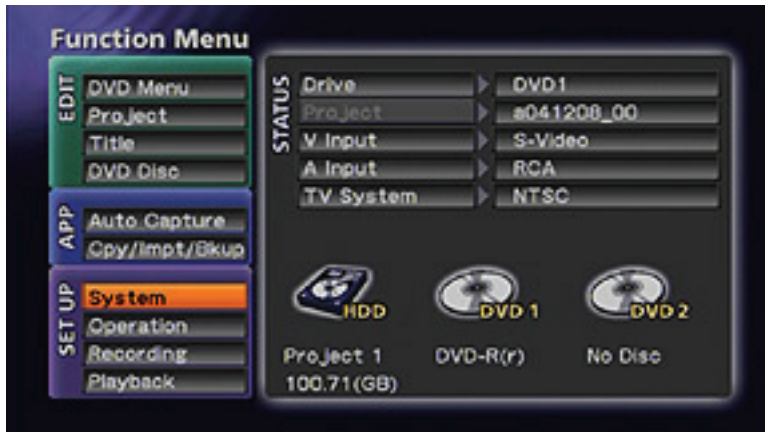 Function Menu
EDIT
DVD Menu
Project
Title
DVD Disc
APP
Auto Capture
Cpy/Impt/Bkup
SET UP
System
Operation
Recording
Playback
STATUS
Drive DVD1
Project a041208_00
V Input S-Video
A Input RCA
TV System NTSC
HDD DVD 1 DVD 2
Project 1 DVD-R(r) No Disc
100.71(GB)